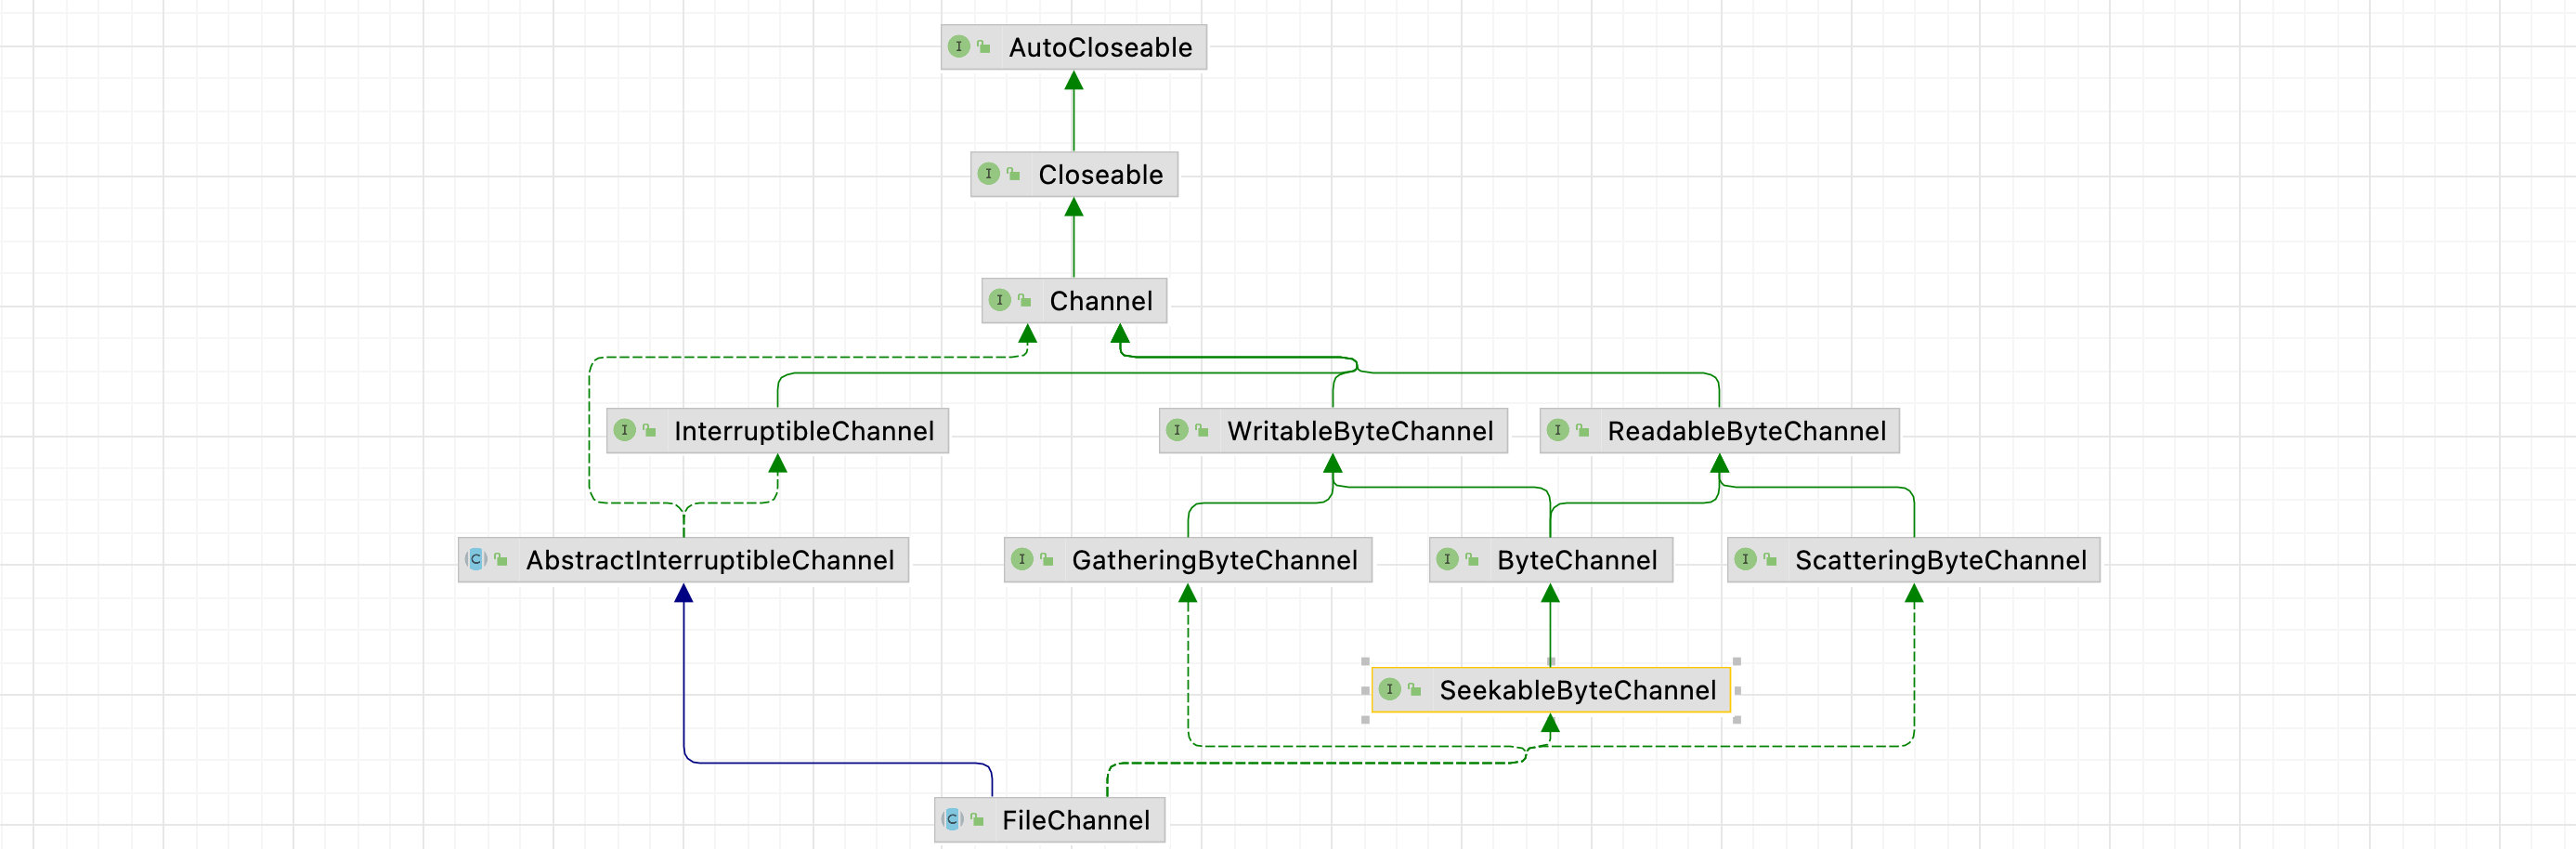 I AutoCloseable
I Closeable
I Channel
I InterruptibleChannel
I WritableByteChannel
I ReadableByteChannel
C AbstractInterruptibleChannel
I GatheringByteChannel
I ByteChannel
I ScatteringByteChannel
I SeekableByteChannel
C FileChannel